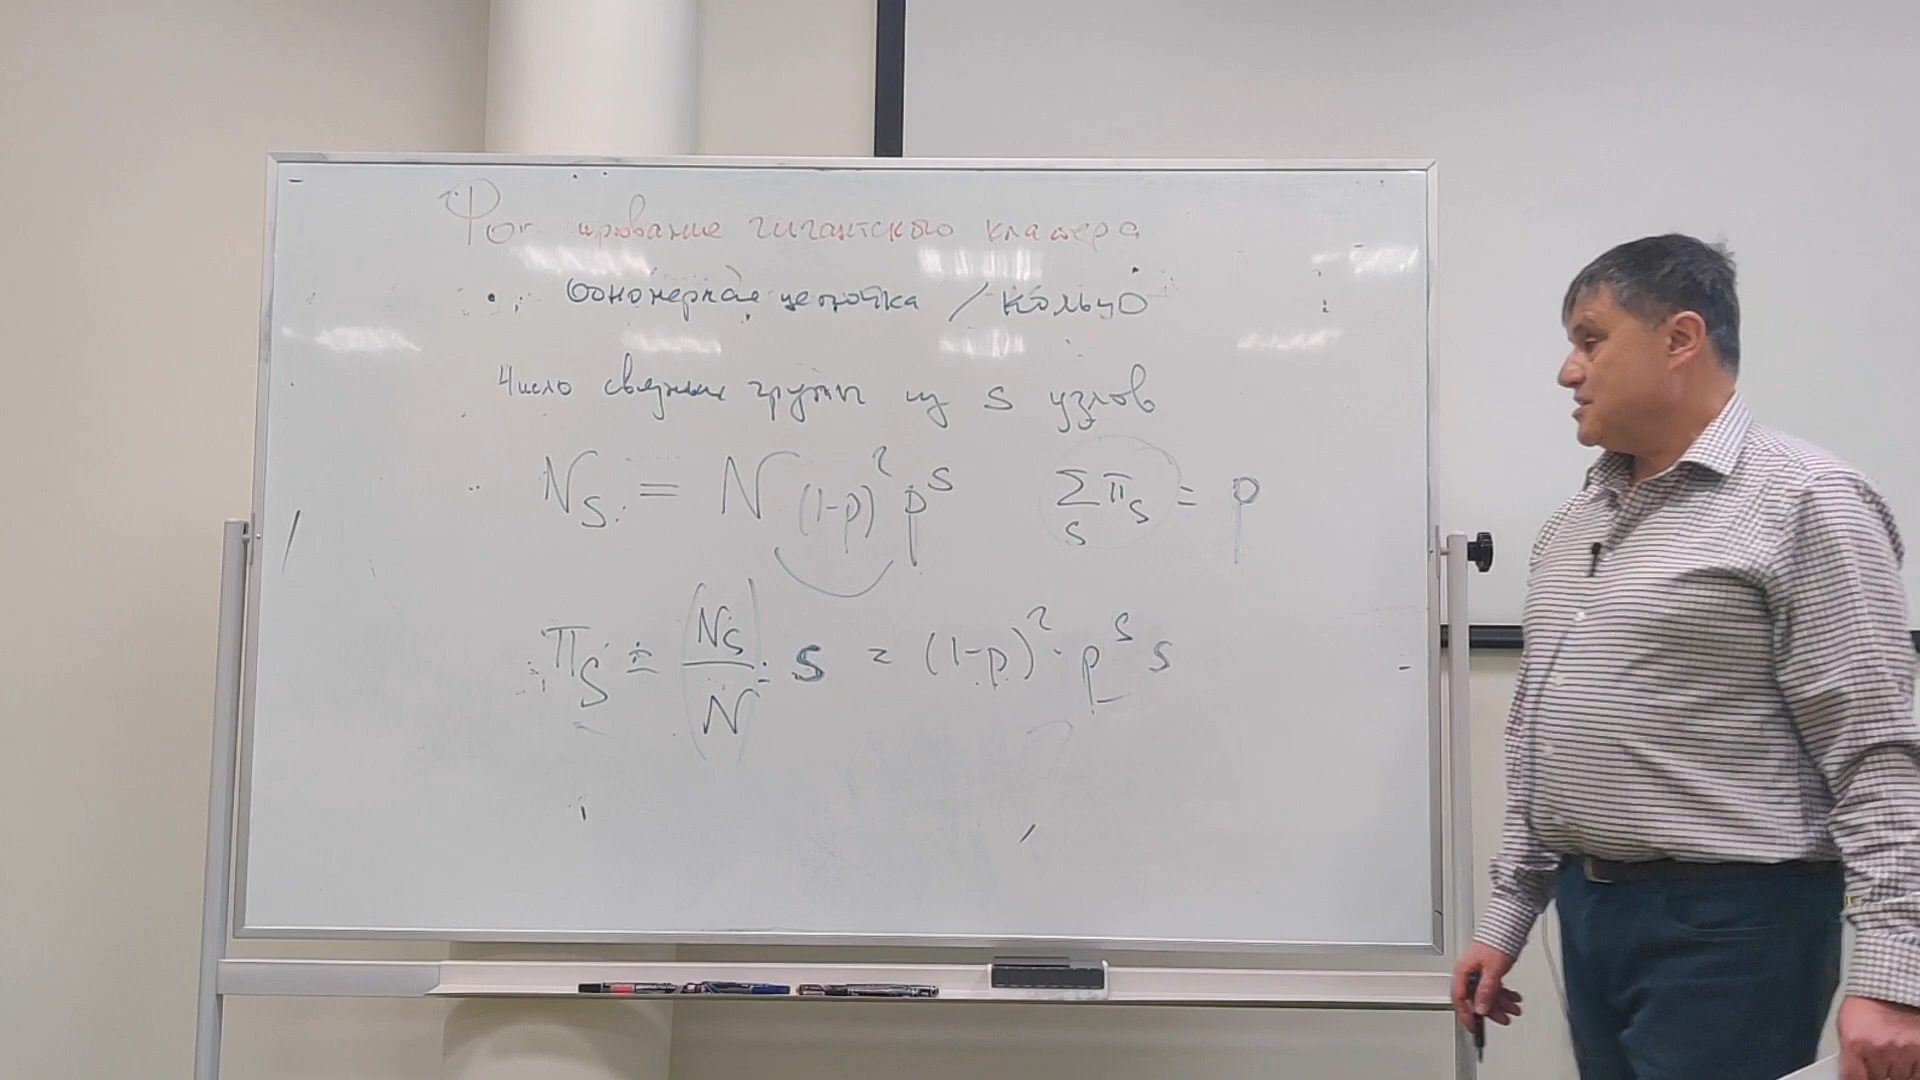 Формирование гигантского кластера
• Одномерная цепочка / кольцо
Число связных групп из s узлов
N_S = N (1-p)² p^S    Σ_S π_S = p
π_S = (N_S / N) · s = (1-p)² · p^S s